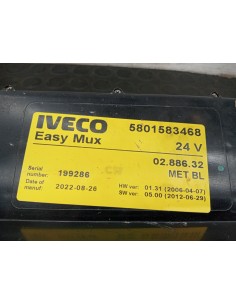 IVECO 5801583468
Easy Mux 24 V
02.886.32
Serial number: 199286 MET BL
Date of manuf: 2022-08-26 HW ver: 01.31 (2006-04-07)
SW ver: 05.00 (2012-06-29)